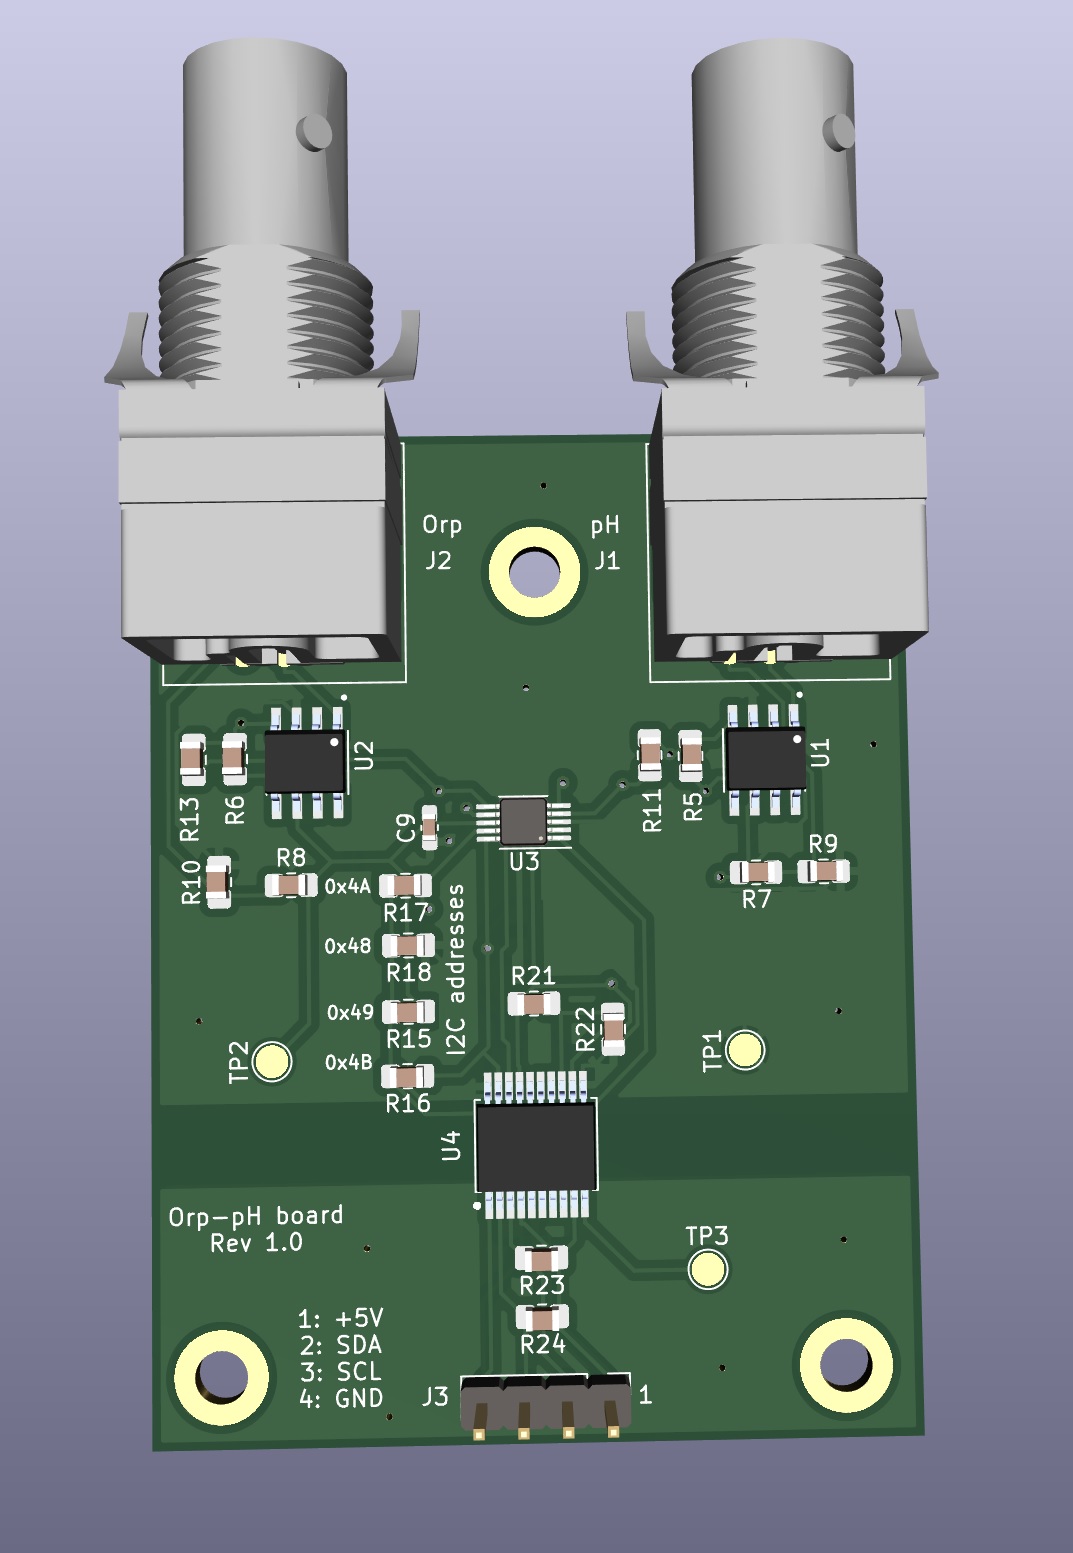 Orp
pH
J2
J1
U2
U1
R13
R6
R11
R5
C9
U3
R8
R9
R10
R7
0x4A
R17
0x48
R18
I2C addresses
R21
0x49
R15
R22
TP2
TP1
0x4B
R16
U4
Orp-pH board
Rev 1.0
TP3
R23
1: +5V
2: SDA
3: SCL
4: GND
R24
J3
1